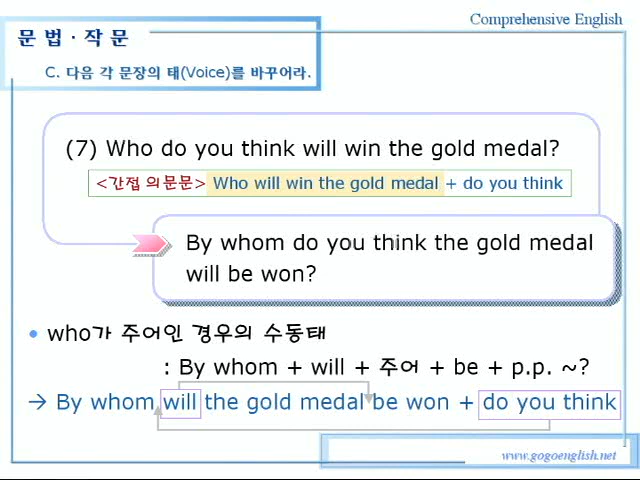 Comprehensive English
문 법 · 작 문
C. 다음 각 문장의 태(Voice)를 바꾸어라.
(7) Who do you think will win the gold medal?
<간접 의문문> Who will win the gold medal + do you think
By whom do you think the gold medal
will be won?
• who가 주어인 경우의 수동태
: By whom + will + 주어 + be + p.p. ~?
→ By whom will the gold medal be won + do you think
www.gogoenglish.net